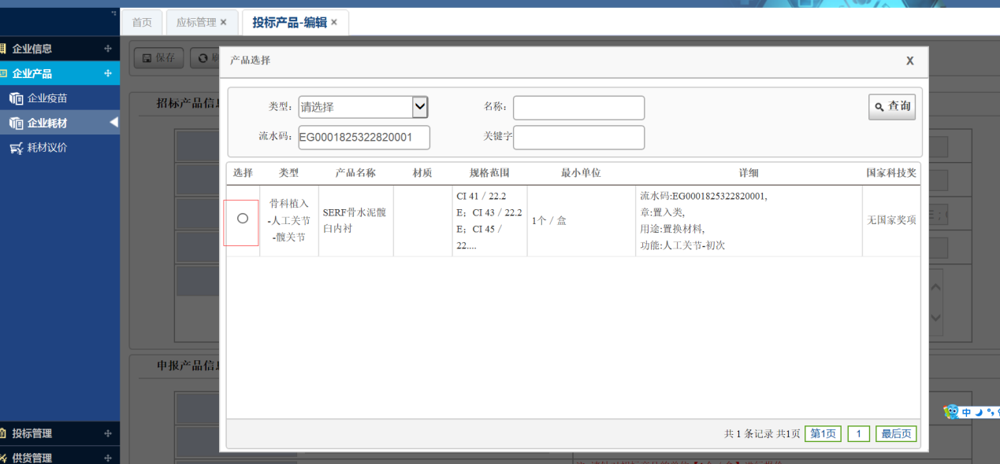 首页
应标管理 ×
投标产品-编辑 ×
企业信息
企业产品
企业疫苗
企业耗材
耗材议价
投标管理
供货管理
保存
招标产品信息
申报产品信息
产品选择
X
类型：
请选择
名称：
查询
流水码：
EG0001825322820001
关键字
选择 类型 产品名称 材质 规格范围 最小单位 详细 国家科技奖
骨科植入
-人工关节
-髋关节
SERF骨水泥髋
臼内衬
CI 41 / 22.2
E；CI 43 / 22.2
E；CI 45 /
22....
1个 / 盒
流水码:EG0001825322820001,
章:置入类,
用途:置换材料,
功能:人工关节-初次
无国家奖项
共 1 条记录 共1页 第1页 1 最后页
中